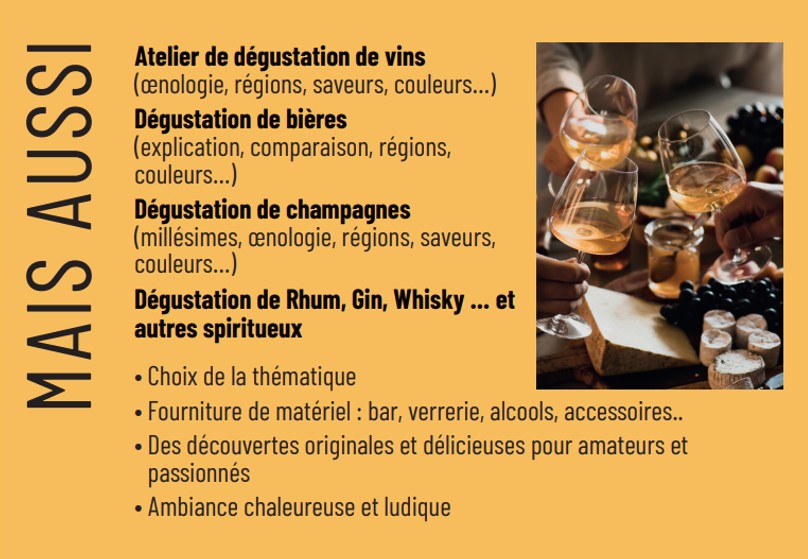 MAIS AUSSI
Atelier de dégustation de vins
(œnologie, régions, saveurs, couleurs...)
Dégustation de bières
(explication, comparaison, régions,
couleurs...)
Dégustation de champagnes
(millésimes, œnologie, régions, saveurs,
couleurs...)
Dégustation de Rhum, Gin, Whisky ... et
autres spiritueux
• Choix de la thématique
• Fourniture de matériel : bar, verrerie, alcools, accessoires..
• Des découvertes originales et délicieuses pour amateurs et
passionnés
• Ambiance chaleureuse et ludique